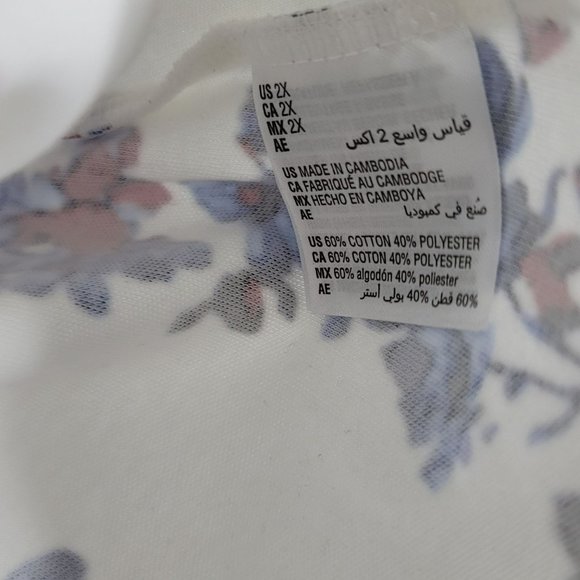 US 2X
CA 2X
MX 2X
AE قياس واسع 2 اكس
US MADE IN CAMBODIA
CA FABRIQUÉ AU CAMBODGE
MX HECHO EN CAMBOYA
AE صُنع في كمبوديا
US 60% COTTON 40% POLYESTER
CA 60% COTON 40% POLYESTER
MX 60% algodón 40% poliester
AE 60% قطن 40% بولي أستر